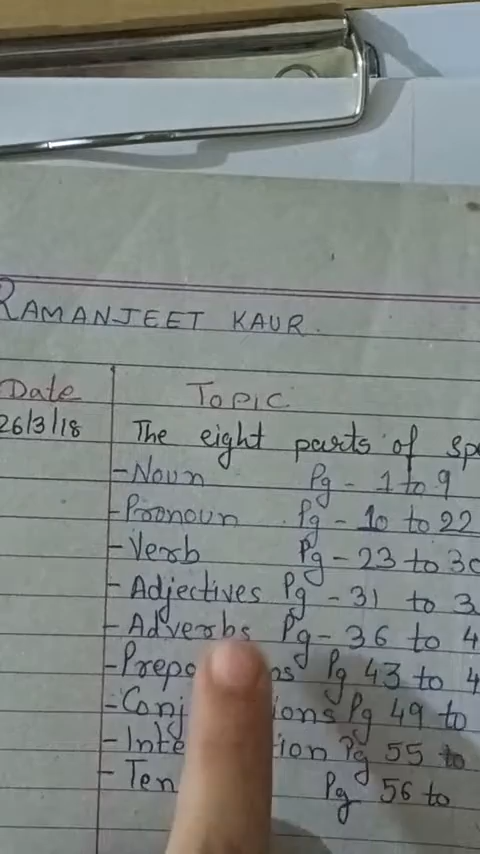 RAMANJEET KAUR.
Date Topic
26/3/18 The eight parts of
- Noun Pg - 1 to 9
- Pronoun Pg - 10 to 22
- Verb Pg - 23 to
- Adjectives Pg - 31 to
- Adverbs Pg - 36 to
Pg 43 to
Pg 49 to
Pg 55 to
Pg 56 to